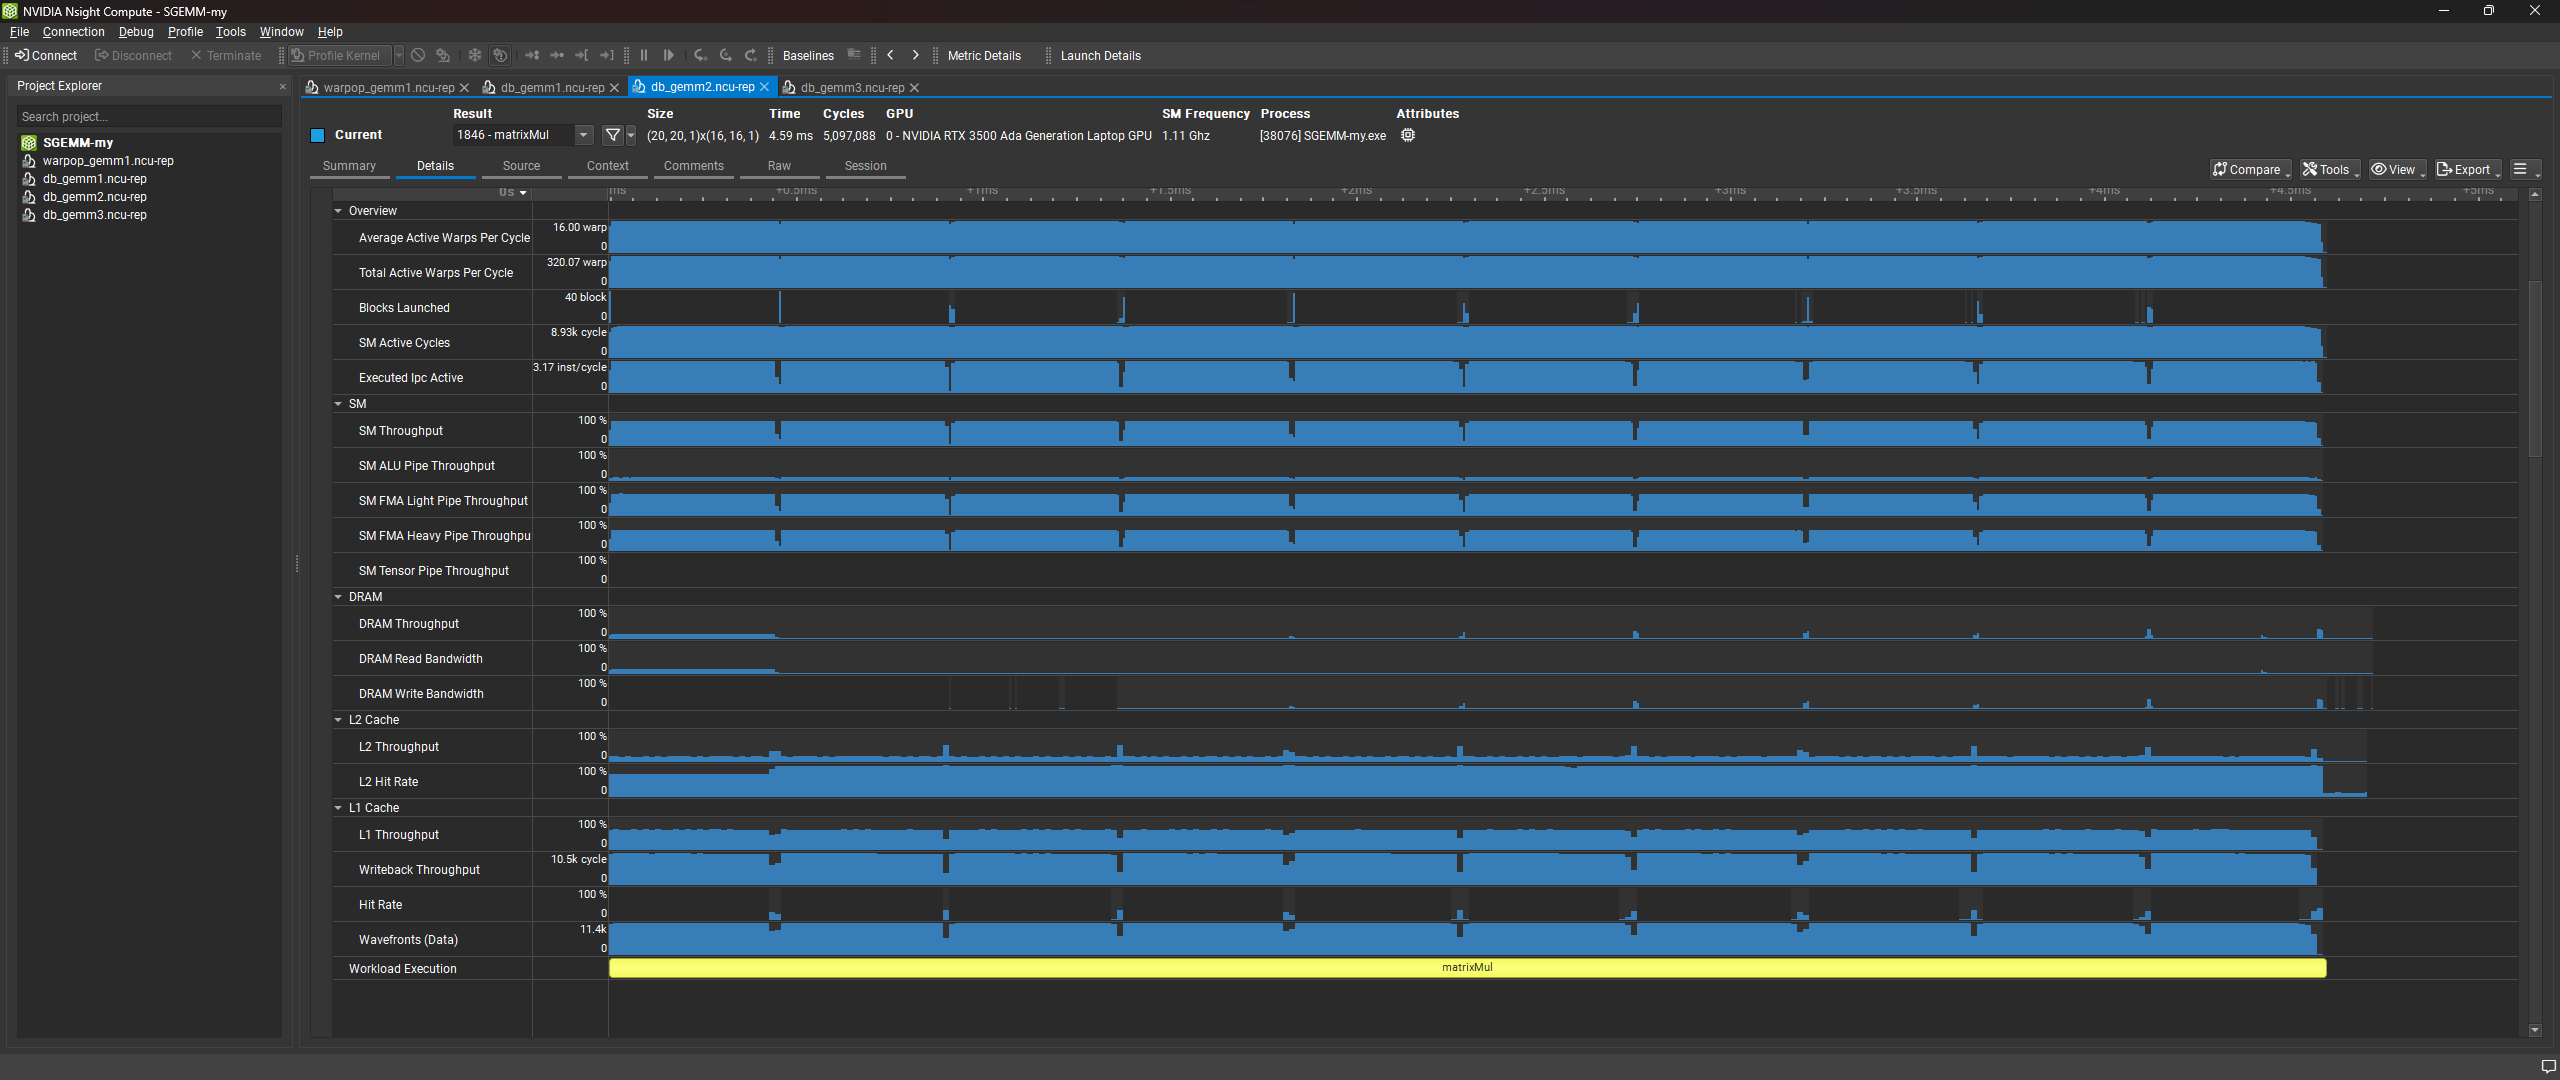 NVIDIA Nsight Compute - SGEMM-my
File Connection Debug Profile Tools Window Help
Connect Disconnect Terminate Profile Kernel Baselines Metric Details Launch Details
Project Explorer
Search project...
SGEMM-my
warpop_gemm1.ncu-rep
db_gemm1.ncu-rep
db_gemm2.ncu-rep
db_gemm3.ncu-rep
warpop_gemm1.ncu-rep db_gemm1.ncu-rep db_gemm2.ncu-rep db_gemm3.ncu-rep
Result Size Time Cycles GPU SM Frequency Process Attributes
Current 1846 - matrixMul (20, 20, 1)x(16, 16, 1) 4.59 ms 5,097,088 0 - NVIDIA RTX 3500 Ada Generation Laptop GPU 1.11 Ghz [38076] SGEMM-my.exe
Summary Details Source Context Comments Raw Session
Compare Tools View Export
0s ms +0.5ms +1ms +1.5ms +2ms +2.5ms +3ms +3.5ms +4ms +4.5ms +5ms
Overview
Average Active Warps Per Cycle 16.00 warp 0
Total Active Warps Per Cycle 320.07 warp 0
Blocks Launched 40 block 0
SM Active Cycles 8.93k cycle 0
Executed Ipc Active 3.17 inst/cycle 0
SM
SM Throughput 100 % 0
SM ALU Pipe Throughput 100 % 0
SM FMA Light Pipe Throughput 100 % 0
SM FMA Heavy Pipe Throughpu 100 % 0
SM Tensor Pipe Throughput 100 % 0
DRAM
DRAM Throughput 100 % 0
DRAM Read Bandwidth 100 % 0
DRAM Write Bandwidth 100 % 0
L2 Cache
L2 Throughput 100 % 0
L2 Hit Rate 100 % 0
L1 Cache
L1 Throughput 100 % 0
Writeback Throughput 10.5k cycle 0
Hit Rate 100 % 0
Wavefronts (Data) 11.4k 0
Workload Execution matrixMul